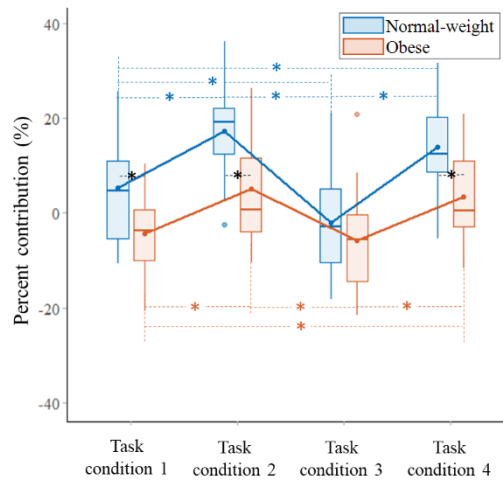 40
Normal-weight
Obese
*
*
* * *
20
* * *
0
-20
* * *
*
-40
Percent contribution (%)
Task Task Task Task
condition 1 condition 2 condition 3 condition 4